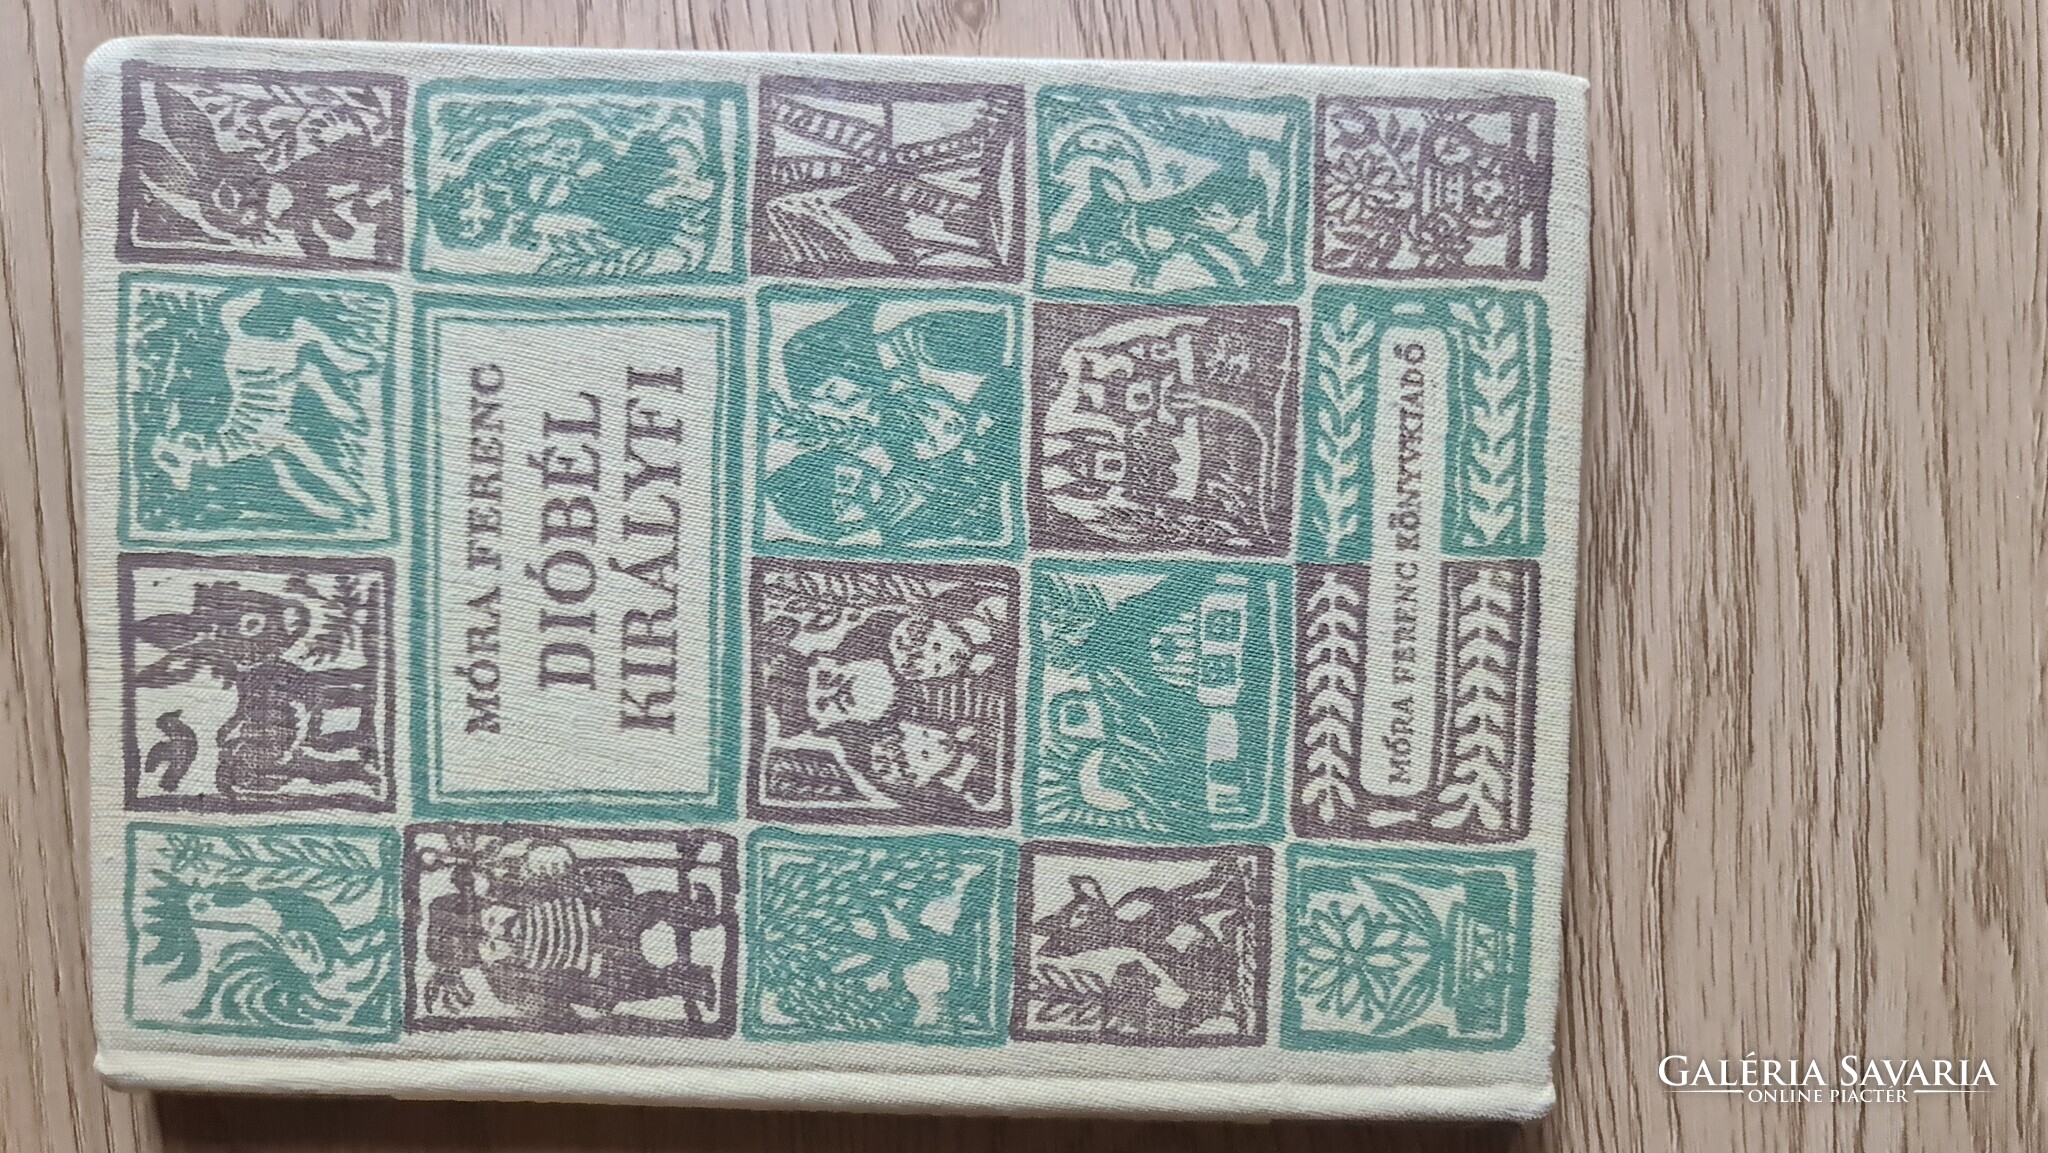 MÓRA FERENC
DIÓBÉL
KIRÁLYFI
MÓRA FERENC KÖNYVKIADÓ
GALÉRIA SAVARIA
ONLINE PIACTÉR